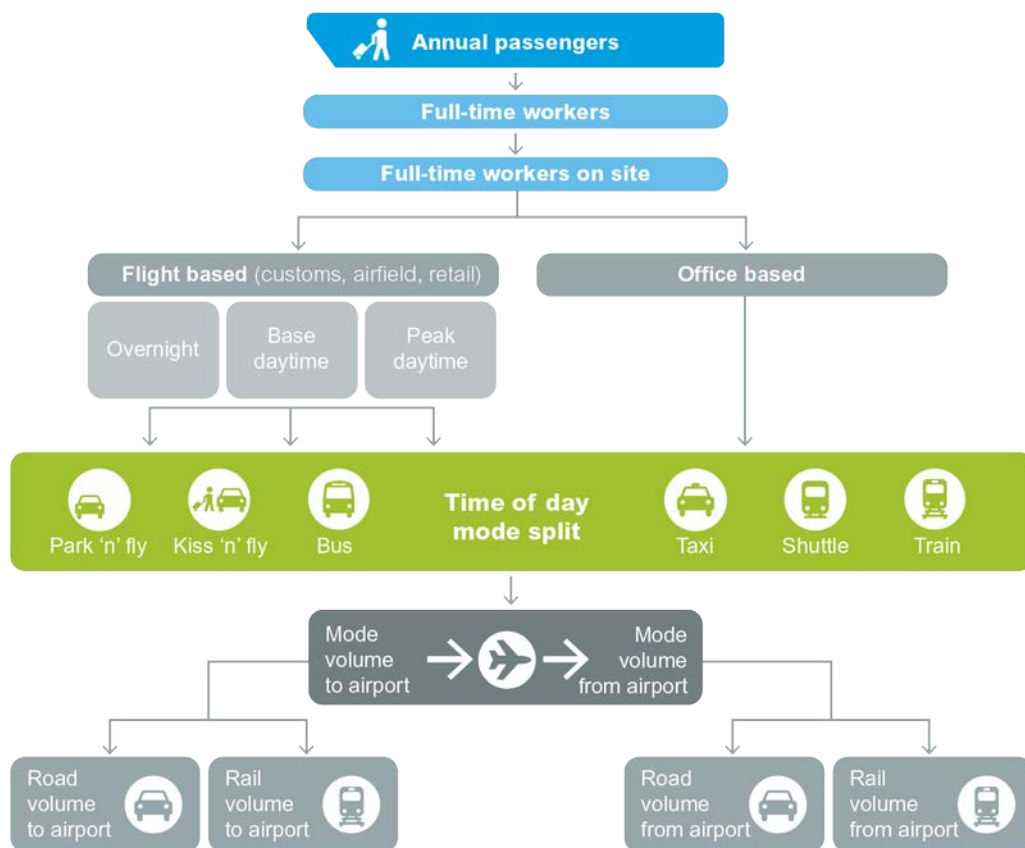 Annual passengers
Full-time workers
Full-time workers on site
Flight based (customs, airfield, retail)
Office based
Overnight
Base
daytime
Peak
daytime
Park ‘n’ fly
Kiss ‘n’ fly
Bus
Time of day
mode split
Taxi
Shuttle
Train
Mode
volume
to airport
Mode
volume
from airport
Road
volume
to airport
Rail
volume
to airport
Road
volume
from airport
Rail
volume
from airport